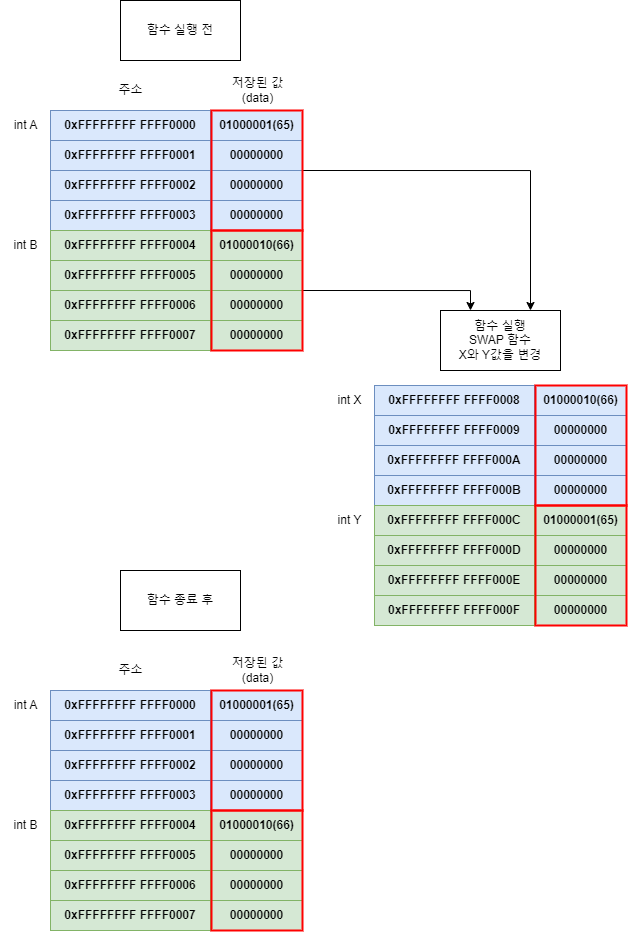 함수 실행 전
주소
저장된 값
(data)
int A
0xFFFFFFFF FFFF0000 01000001(65)
0xFFFFFFFF FFFF0001 00000000
0xFFFFFFFF FFFF0002 00000000
0xFFFFFFFF FFFF0003 00000000
int B
0xFFFFFFFF FFFF0004 01000010(66)
0xFFFFFFFF FFFF0005 00000000
0xFFFFFFFF FFFF0006 00000000
0xFFFFFFFF FFFF0007 00000000
함수 실행
SWAP 함수
X와 Y값을 변경
int X
0xFFFFFFFF FFFF0008 01000010(66)
0xFFFFFFFF FFFF0009 00000000
0xFFFFFFFF FFFF000A 00000000
0xFFFFFFFF FFFF000B 00000000
int Y
0xFFFFFFFF FFFF000C 01000001(65)
0xFFFFFFFF FFFF000D 00000000
0xFFFFFFFF FFFF000E 00000000
0xFFFFFFFF FFFF000F 00000000
함수 종료 후
주소
저장된 값
(data)
int A
0xFFFFFFFF FFFF0000 01000001(65)
0xFFFFFFFF FFFF0001 00000000
0xFFFFFFFF FFFF0002 00000000
0xFFFFFFFF FFFF0003 00000000
int B
0xFFFFFFFF FFFF0004 01000010(66)
0xFFFFFFFF FFFF0005 00000000
0xFFFFFFFF FFFF0006 00000000
0xFFFFFFFF FFFF0007 00000000